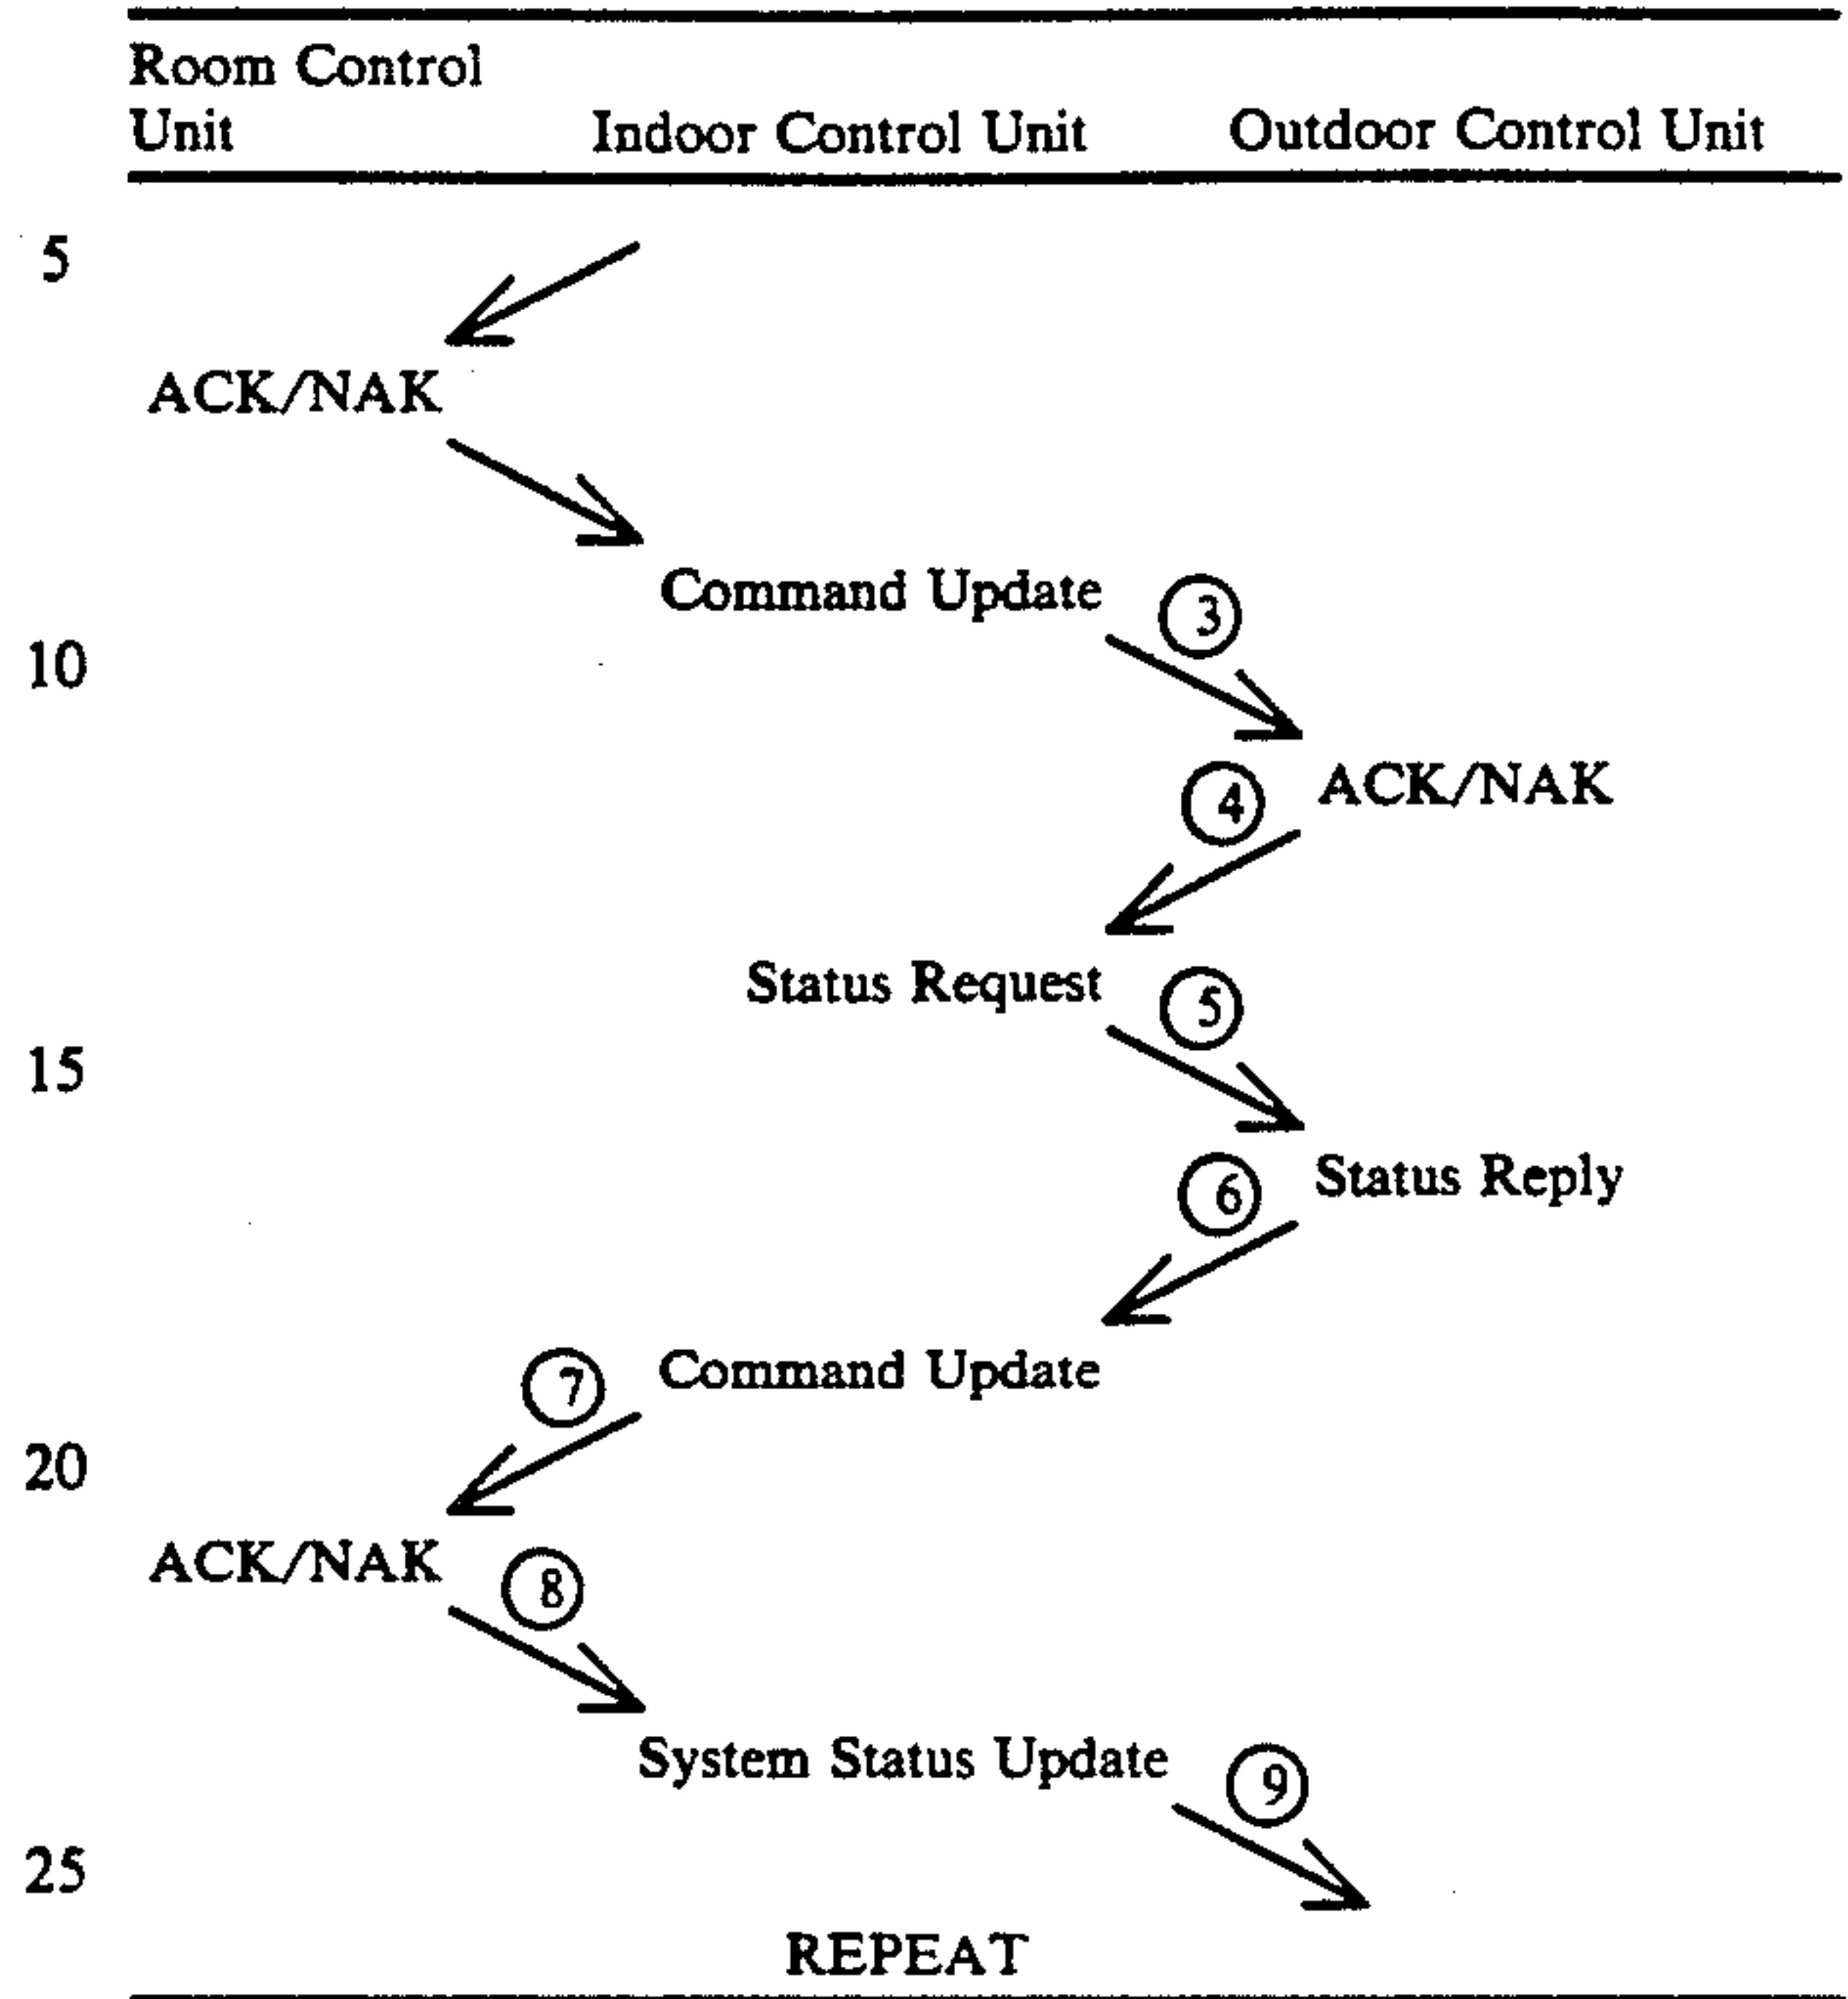 Room Control
Unit Indoor Control Unit Outdoor Control Unit
5
ACK/NAK
Command Update 3
10
4 ACK/NAK
Status Request 5
15
6 Status Reply
7 Command Update
20
ACK/NAK 8
System Status Update 9
25
REPEAT